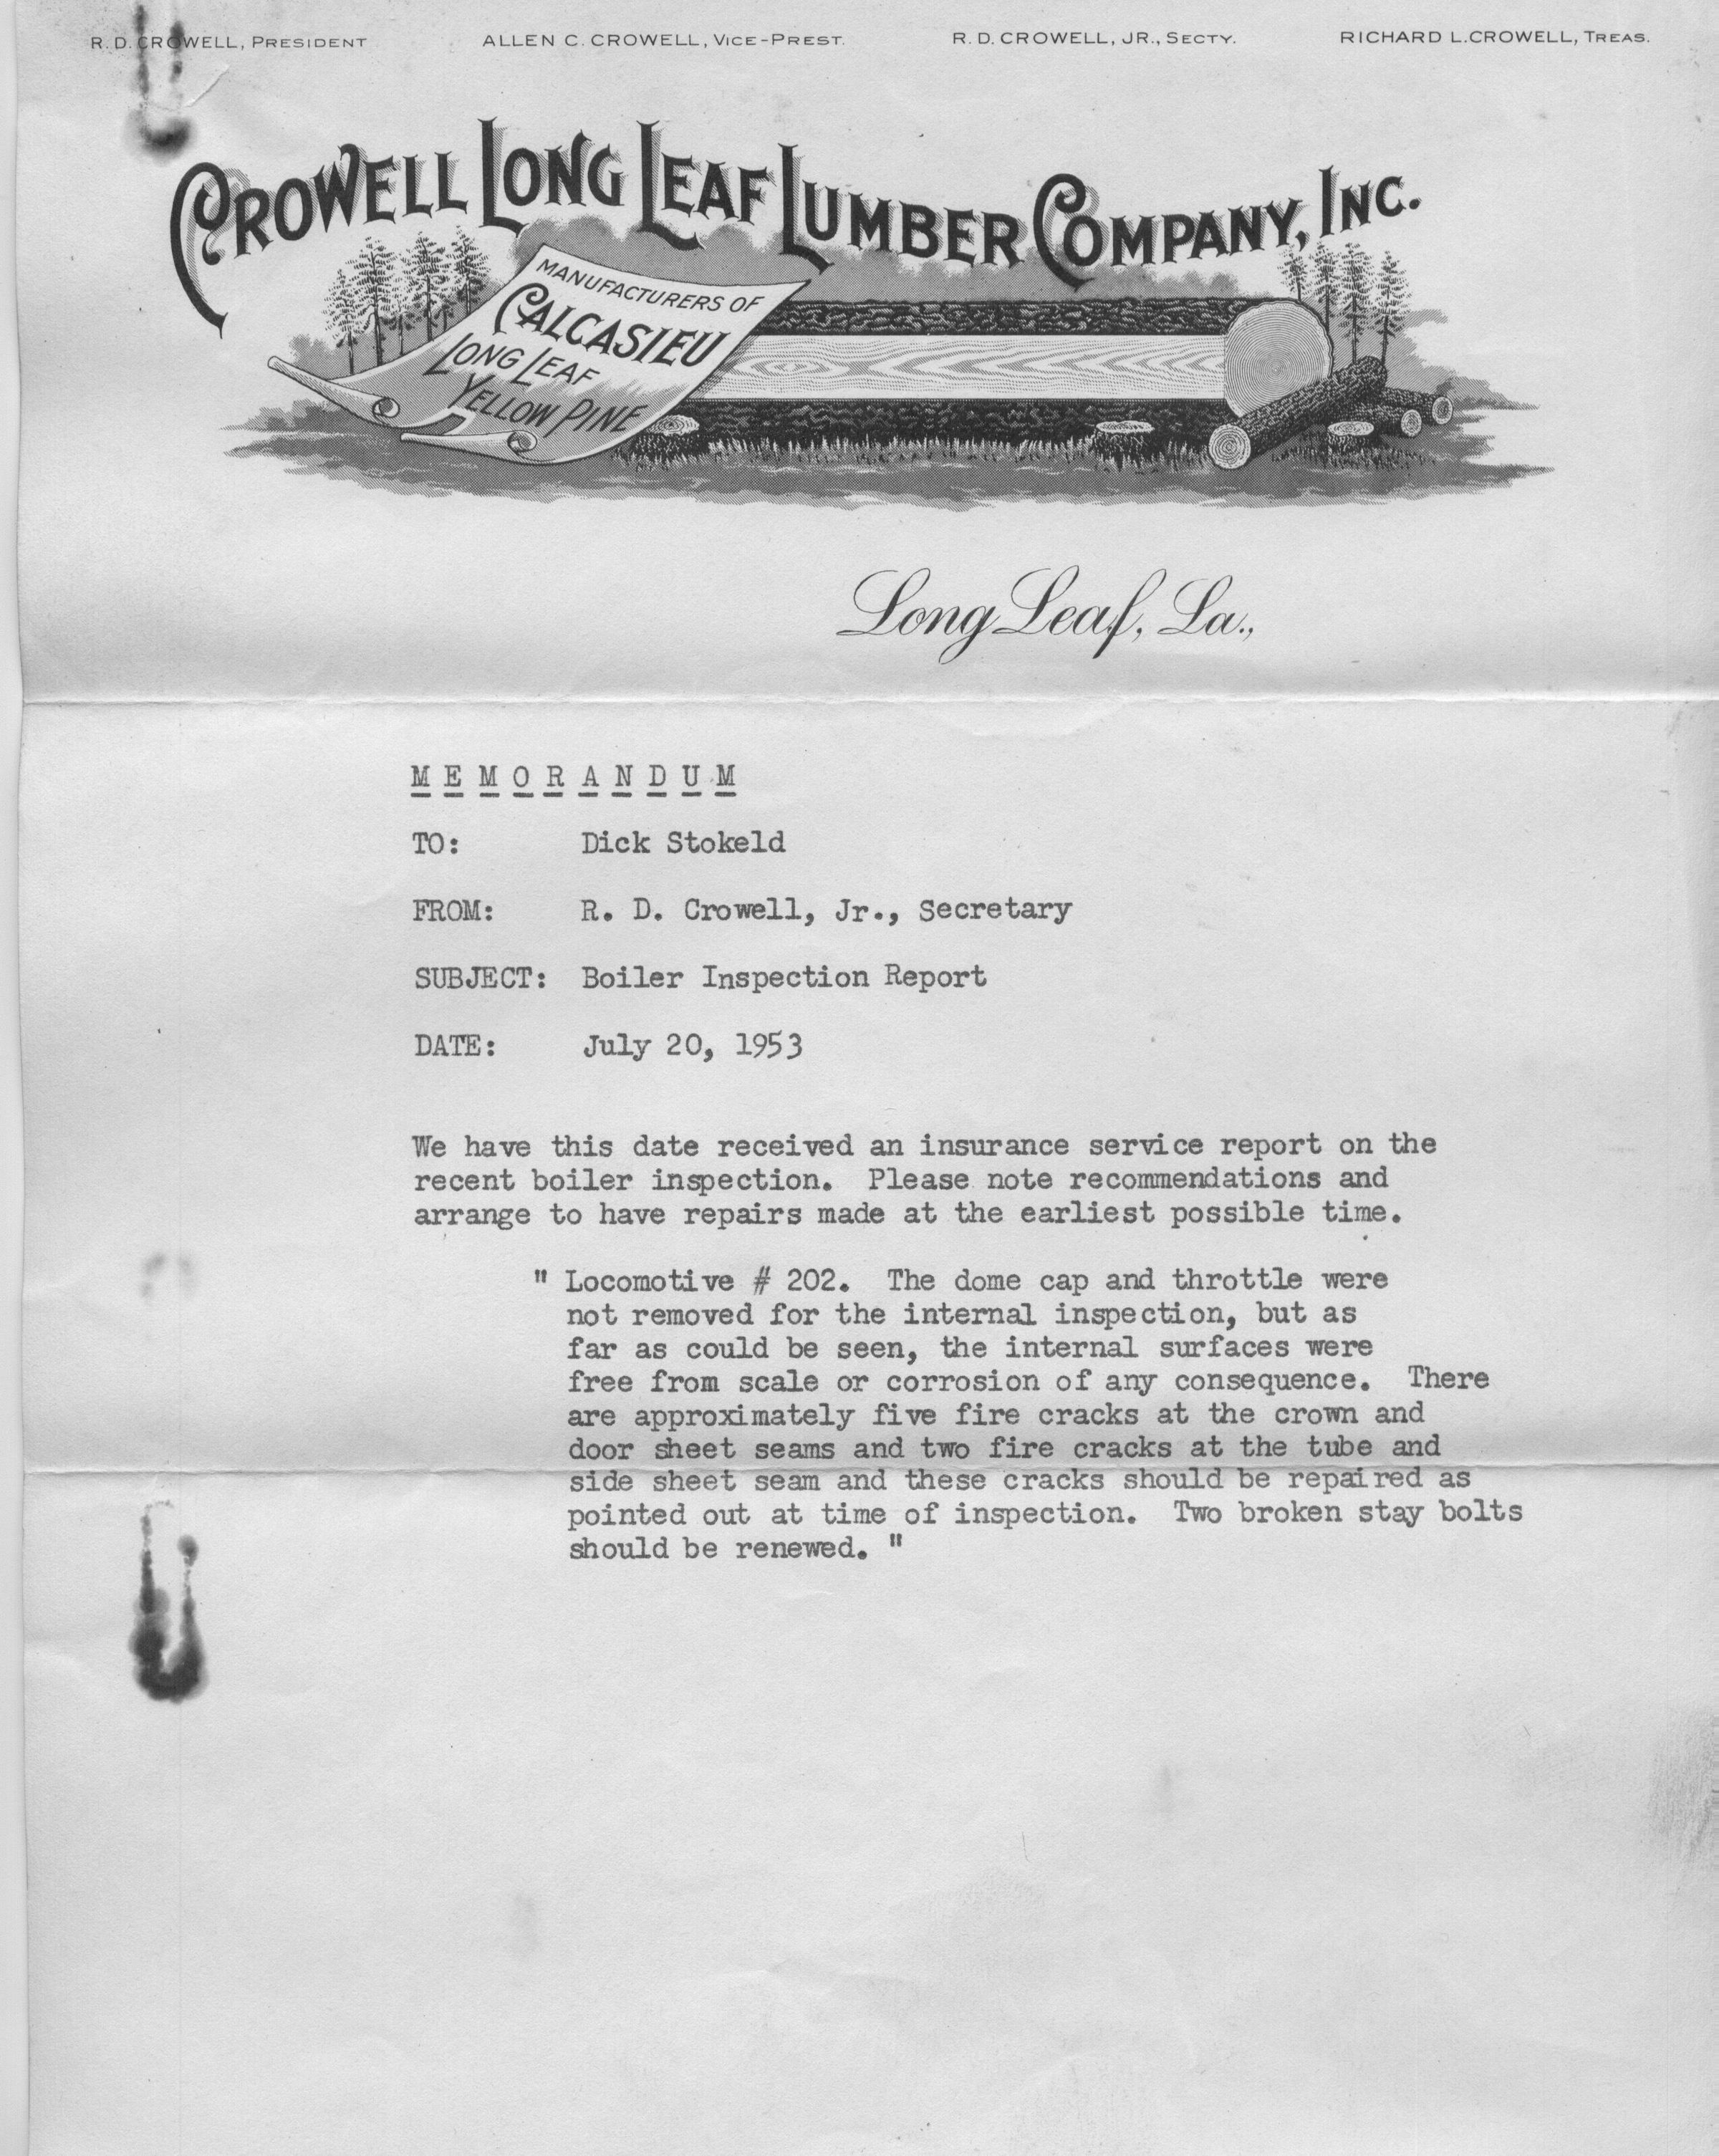 R. D. CROWELL, PRESIDENT ALLEN C. CROWELL, VICE-PREST. R. D. CROWELL, JR., SECTY. RICHARD L. CROWELL, TREAS.
CROWELL LONG LEAF LUMBER COMPANY, INC.
MANUFACTURERS OF
CALCASIEU
LONG LEAF
YELLOW PINE
Long Leaf, La.,
M E M O R A N D U M
TO: Dick Stokeld
FROM: R. D. Crowell, Jr., Secretary
SUBJECT: Boiler Inspection Report
DATE: July 20, 1953
We have this date received an insurance service report on the
recent boiler inspection. Please note recommendations and
arrange to have repairs made at the earliest possible time.
" Locomotive # 202. The dome cap and throttle were
not removed for the internal inspection, but as
far as could be seen, the internal surfaces were
free from scale or corrosion of any consequence. There
are approximately five fire cracks at the crown and
door sheet seams and two fire cracks at the tube and
side sheet seam and these cracks should be repaired as
pointed out at time of inspection. Two broken stay bolts
should be renewed. "